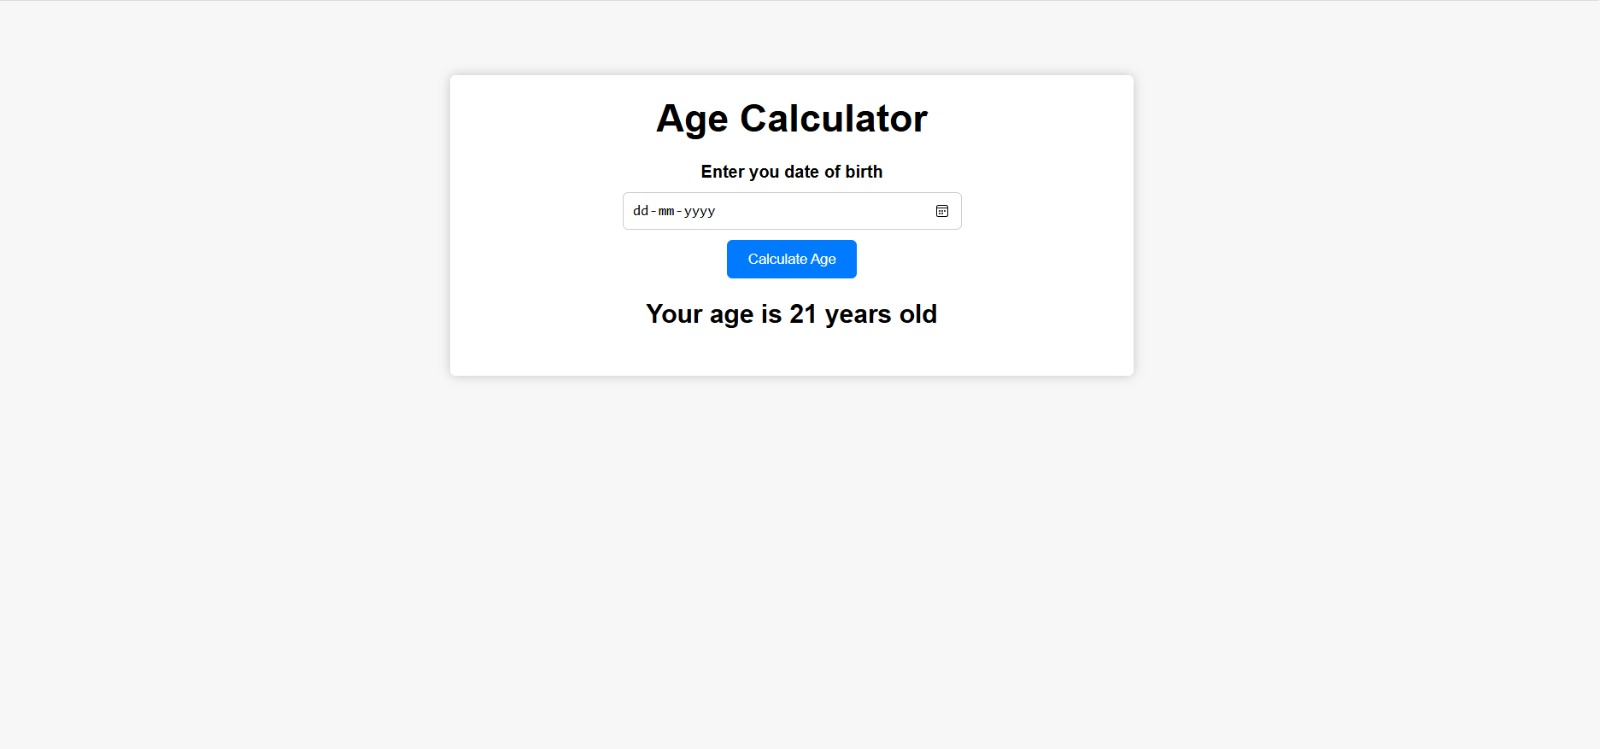 Age Calculator
Enter you date of birth
dd-mm-yyyy
Calculate Age
Your age is 21 years old